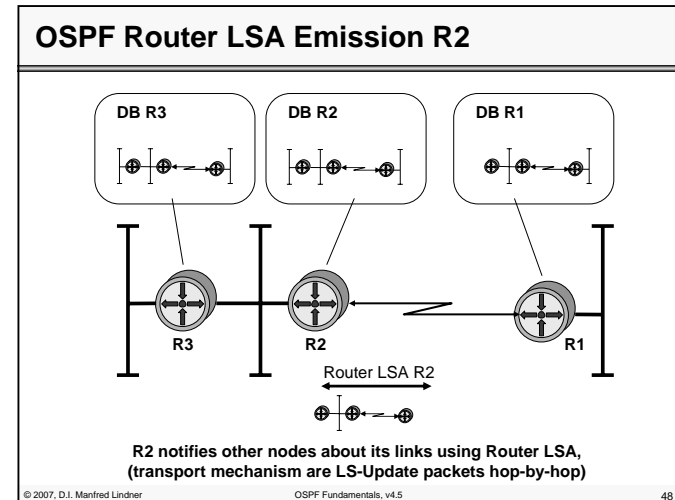 OSPF Router LSA Emission R2
DB R3
DB R2
DB R1
R3
R2
R1
Router LSA R2
R2 notifies other nodes about its links using Router LSA,
(transport mechanism are LS-Update packets hop-by-hop)
© 2007, D.I. Manfred Lindner
OSPF Fundamentals, v4.5
48